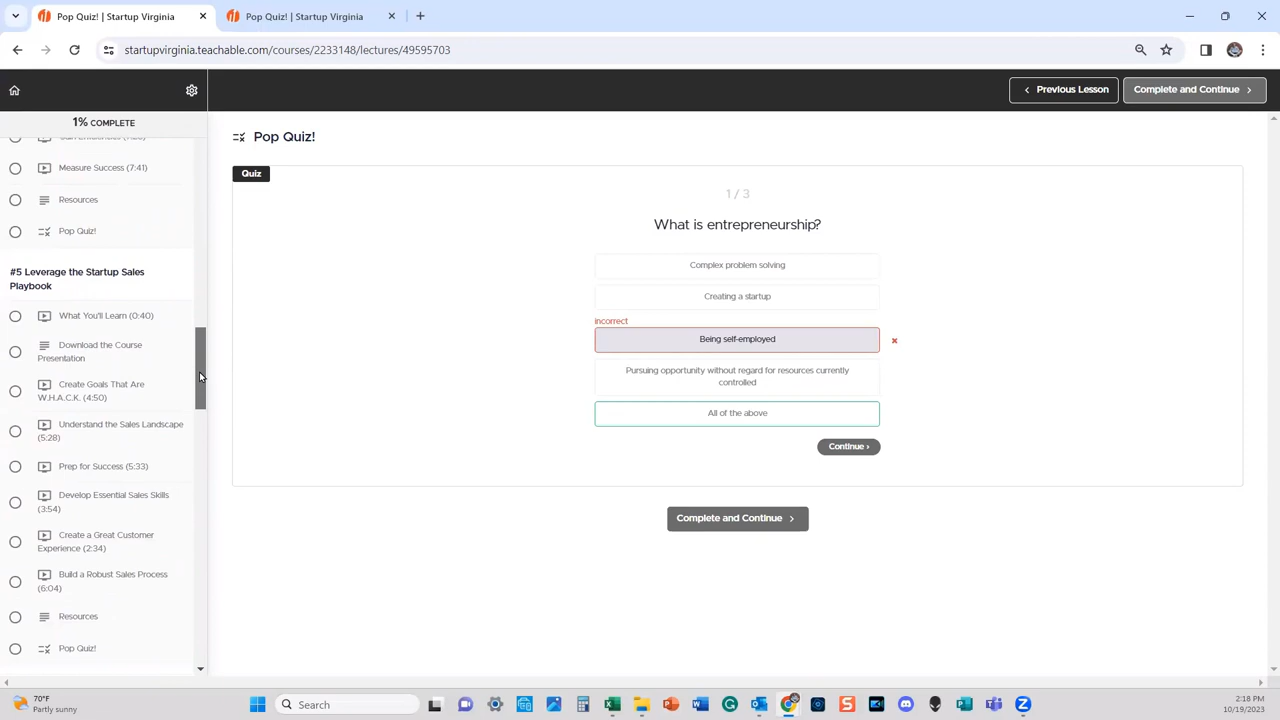 Pop Quiz! | Startup Virginia
Pop Quiz! | Startup Virginia
startupvirginia.teachable.com/courses/2233148/lectures/49595703
Previous Lesson
Complete and Continue
1% COMPLETE
Measure Success (7:41)
Resources
Pop Quiz!
#5 Leverage the Startup Sales
Playbook
What You'll Learn (0:40)
Download the Course
Presentation
Create Goals That Are
W.H.A.C.K. (4:50)
Understand the Sales Landscape
(5:28)
Prep for Success (5:33)
Develop Essential Sales Skills
(3:54)
Create a Great Customer
Experience (2:34)
Build a Robust Sales Process
(6:04)
Resources
Pop Quiz!
Pop Quiz!
Quiz
1 / 3
What is entrepreneurship?
Complex problem solving
Creating a startup
incorrect
Being self-employed
Pursuing opportunity without regard for resources currently
controlled
All of the above
Continue
Complete and Continue
70°F
Partly sunny
Search
2:18 PM
10/19/2023